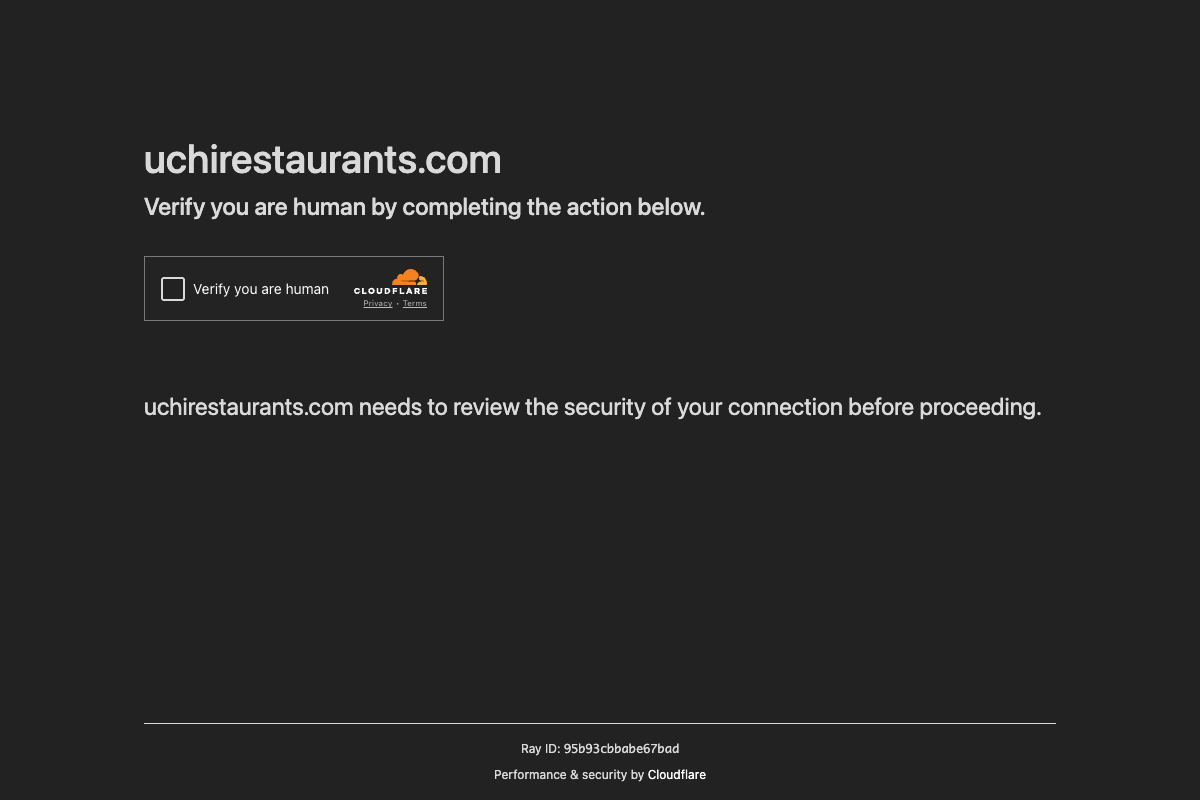 uchirestaurants.com
Verify you are human by completing the action below.
Verify you are human
CLOUDFLARE
Privacy • Terms
uchirestaurants.com needs to review the security of your connection before proceeding.
Ray ID: 95b93cbbabe67bad
Performance & security by Cloudflare